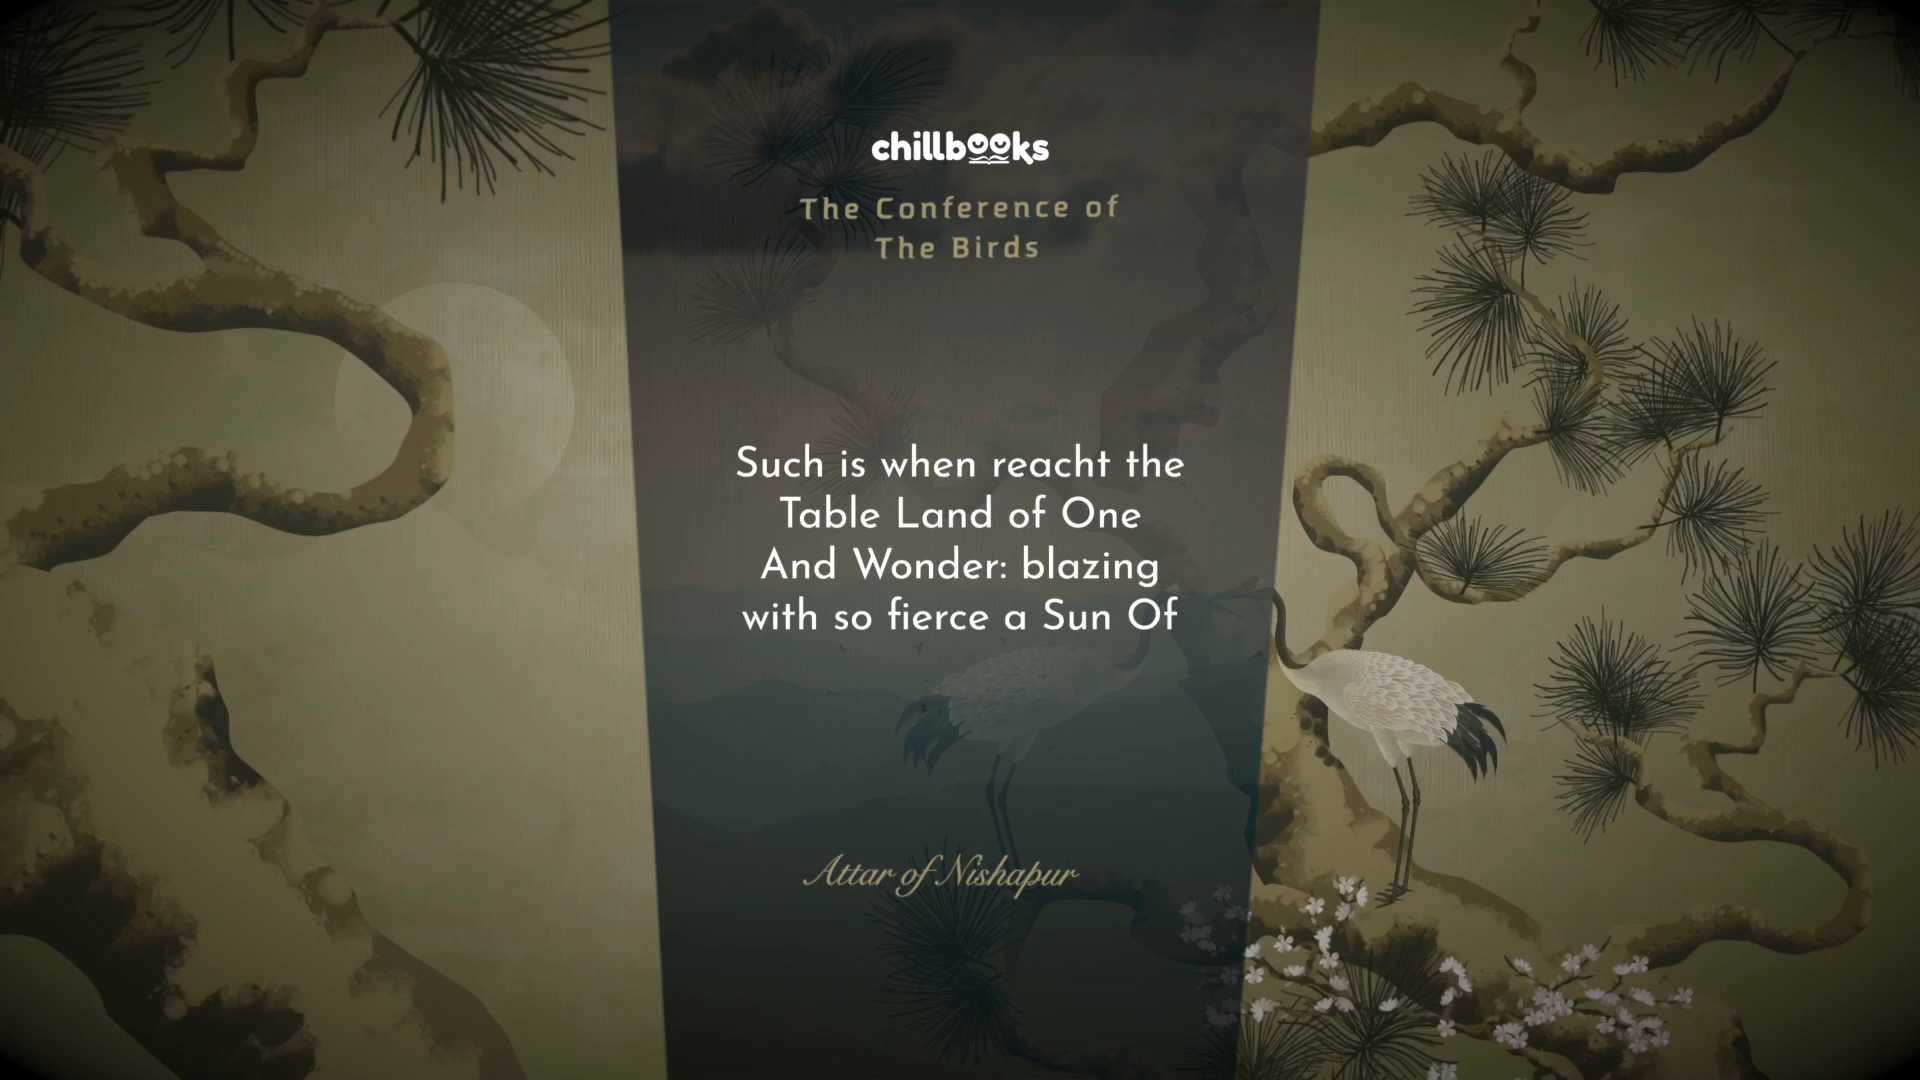 chillbooks
The Conference of
The Birds
Such is when reacht the
Table Land of One
And Wonder: blazing
with so fierce a Sun Of
Attar of Nishapur